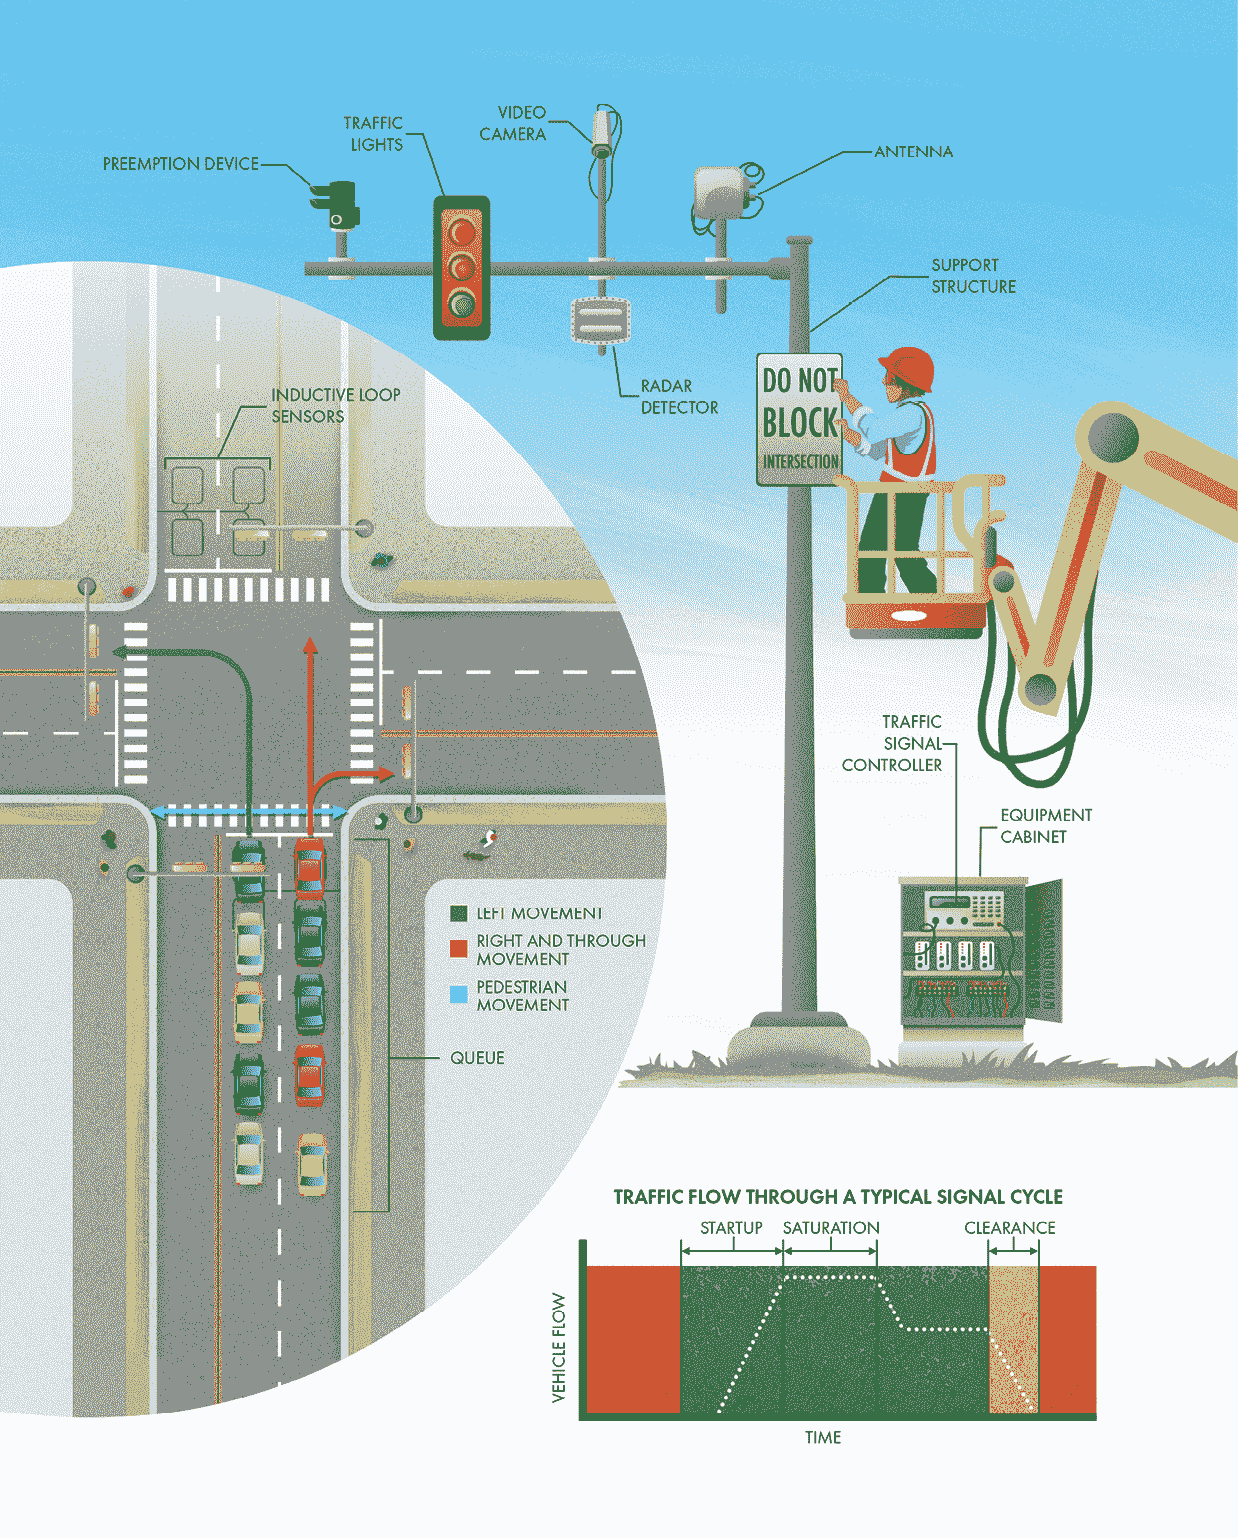 VIDEO
CAMERA
TRAFFIC
LIGHTS
PREEMPTION DEVICE
ANTENNA
SUPPORT
STRUCTURE
RADAR
DETECTOR
DO NOT
BLOCK
INTERSECTION
INDUCTIVE LOOP
SENSORS
TRAFFIC
SIGNAL
CONTROLLER
EQUIPMENT
CABINET
LEFT MOVEMENT
RIGHT AND THROUGH
MOVEMENT
PEDESTRIAN
MOVEMENT
QUEUE
TRAFFIC FLOW THROUGH A TYPICAL SIGNAL CYCLE
STARTUP
SATURATION
CLEARANCE
VEHICLE FLOW
TIME